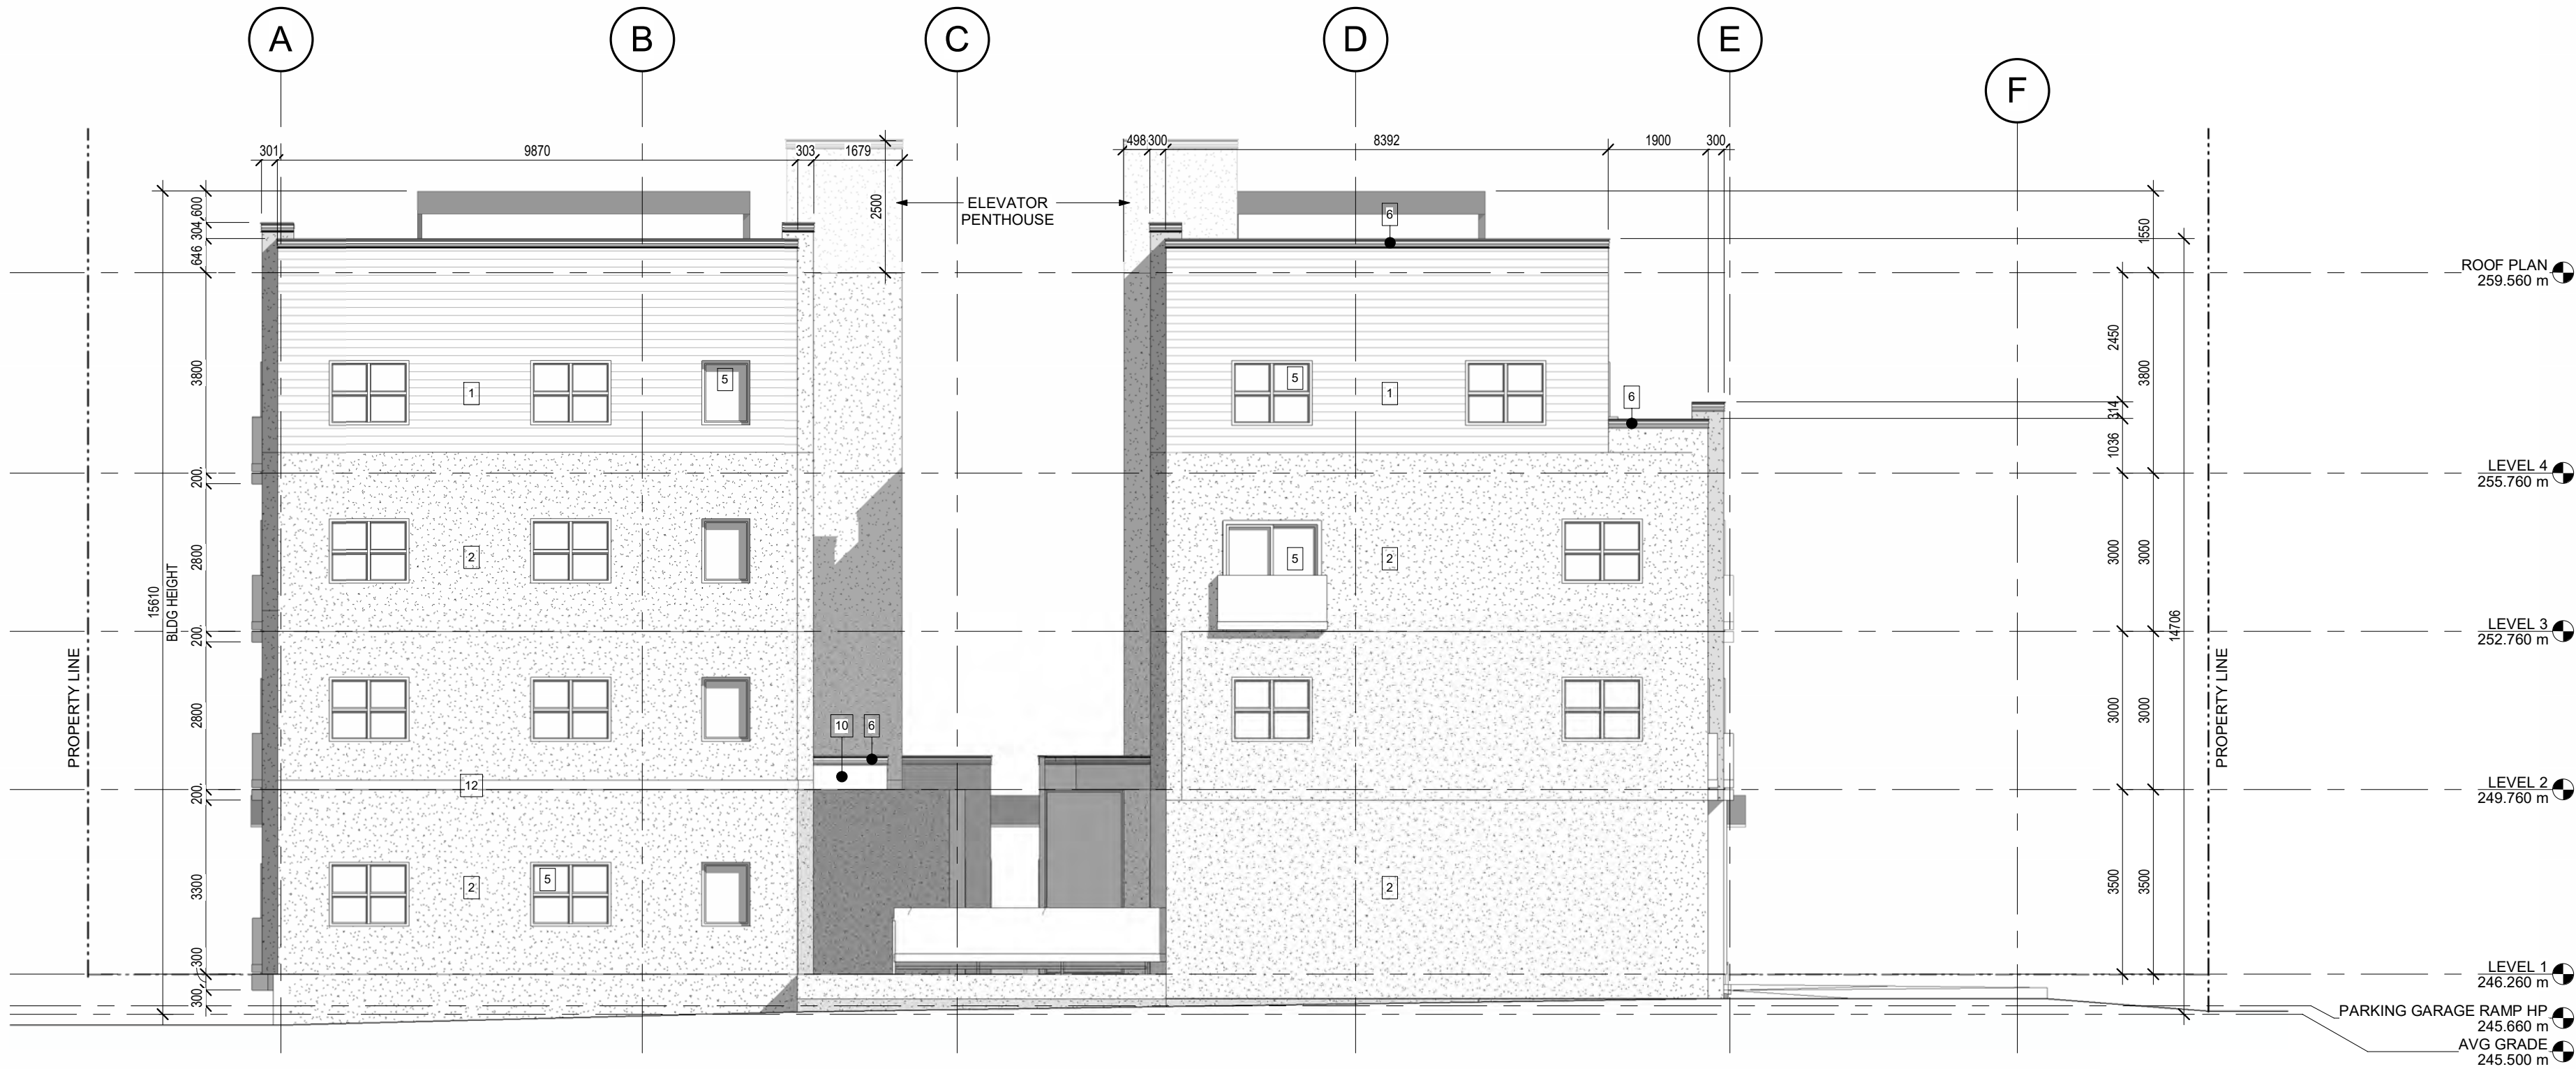 A
B
C
D
E
F
301
9870
303
1679
498
300
8392
1900
300
ELEVATOR
PENTHOUSE
2500
600
304
646
3800
200
2800
200
2800
200
3300
300
300
15610
BLDG HEIGHT
PROPERTY LINE
1
5
2
12
2
5
10
6
6
5
1
6
5
2
2
1550
2450
3800
314
1036
3000
3000
3000
3000
3500
3500
14706
PROPERTY LINE
ROOF PLAN
259.560 m
LEVEL 4
255.760 m
LEVEL 3
252.760 m
LEVEL 2
249.760 m
LEVEL 1
246.260 m
PARKING GARAGE RAMP HP
245.660 m
AVG GRADE
245.500 m